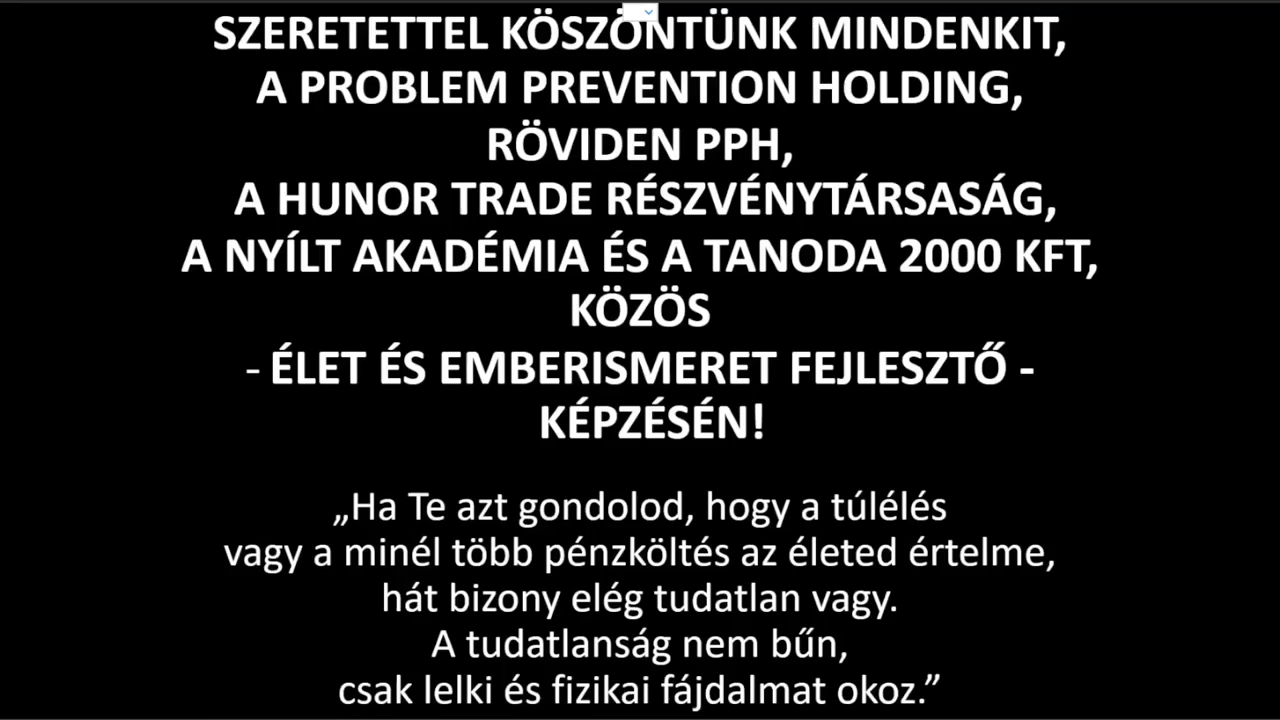 SZERETETTEL KÖSZÖNTÜNK MINDENKIT,
A PROBLEM PREVENTION HOLDING,
RÖVIDEN PPH,
A HUNOR TRADE RÉSZVÉNYTÁRSASÁG,
A NYÍLT AKADÉMIA ÉS A TANODA 2000 KFT,
KÖZÖS
- ÉLET ÉS EMBERISMERET FEJLESZTŐ -
KÉPZÉSÉN!
„Ha Te azt gondolod, hogy a túlélés
vagy a minél több pénzköltés az életed értelme,
hát bizony elég tudatlan vagy.
A tudatlanság nem bűn,
csak lelki és fizikai fájdalmat okoz.”